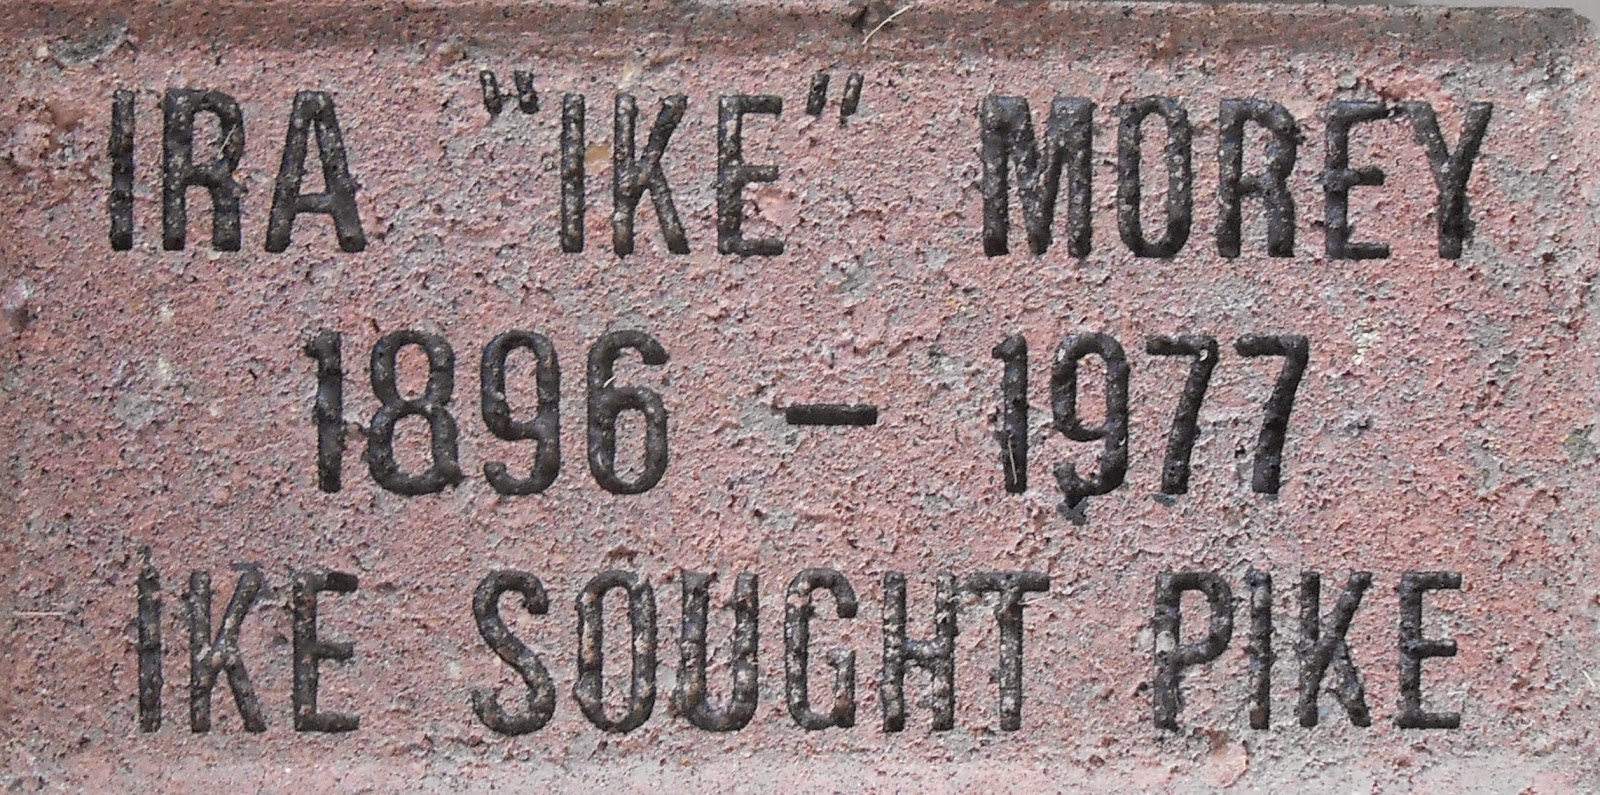 IRA "IKE" MOREY
1896 - 1977
IKE SOUGHT PIKE